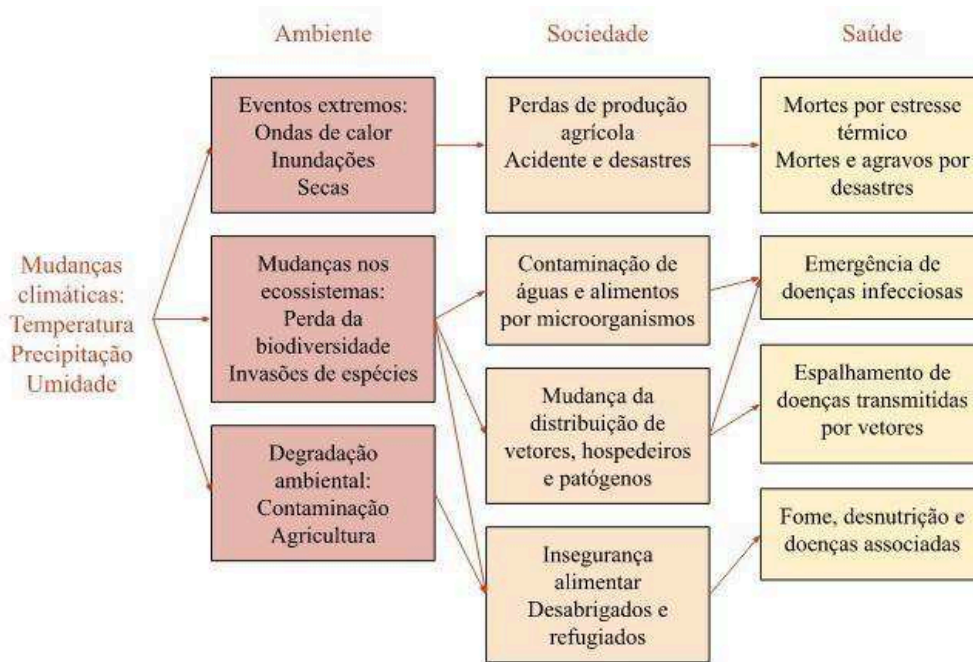 Ambiente
Sociedade
Saúde
Mudanças
climáticas:
Temperatura
Precipitação
Umidade
Eventos extremos:
Ondas de calor
Inundações
Secas
Mudanças nos
ecossistemas:
Perda da
biodiversidade
Invasões de espécies
Degradação
ambiental:
Contaminação
Agricultura
Perdas de produção
agrícola
Acidente e desastres
Contaminação de
águas e alimentos
por microorganismos
Mudança da
distribuição de
vetores, hospedeiros
e patógenos
Insegurança
alimentar
Desabrigados e
refugiados
Mortes por estresse
térmico
Mortes e agravos por
desastres
Emergência de
doenças infecciosas
Espalhamento de
doenças transmitidas
por vetores
Fome, desnutrição e
doenças associadas